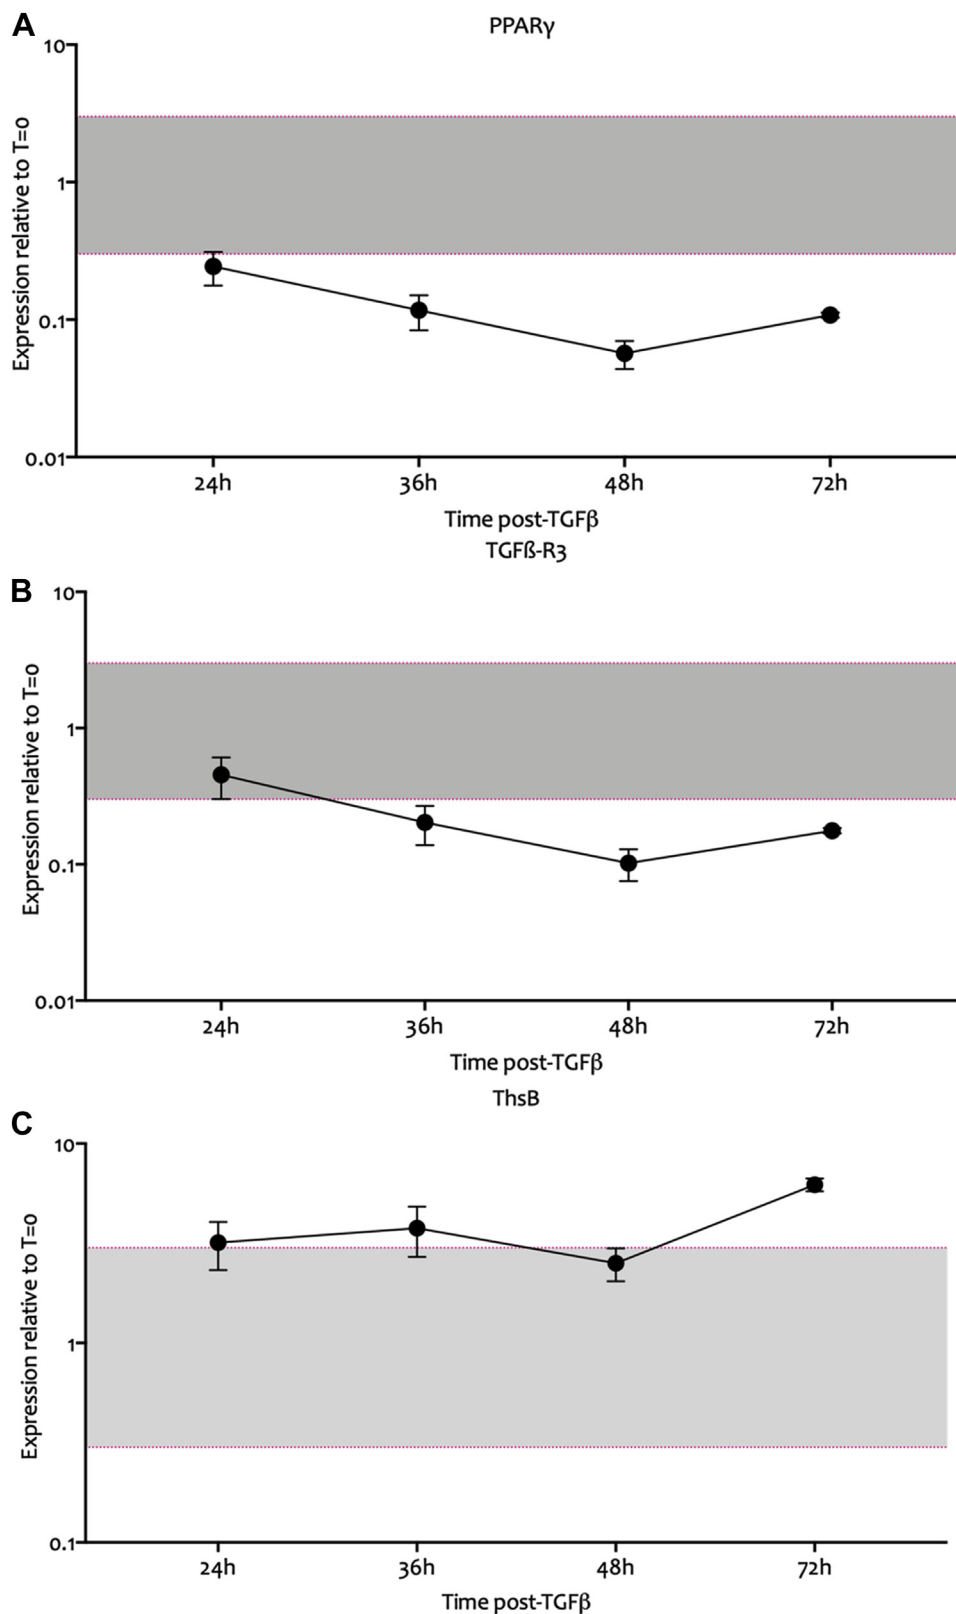 A
PPARγ
10
1
0.1
0.01
Expression relative to T=0
24h 36h 48h 72h
Time post-TGFβ
TGFß-R3
B
10
1
0.1
0.01
Expression relative to T=0
24h 36h 48h 72h
Time post-TGFβ
ThsB
C
10
1
0.1
Expression relative to T=0
24h 36h 48h 72h
Time post-TGFβ